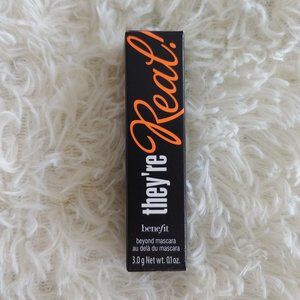 they're Real!
benefit
beyond mascara
au delà du mascara
3.0 g Net wt. 0.1 oz.